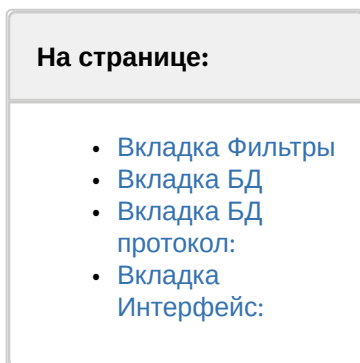 На странице:
• Вкладка Фильтры
• Вкладка БД
• Вкладка БД
протокол:
• Вкладка
Интерфейс: